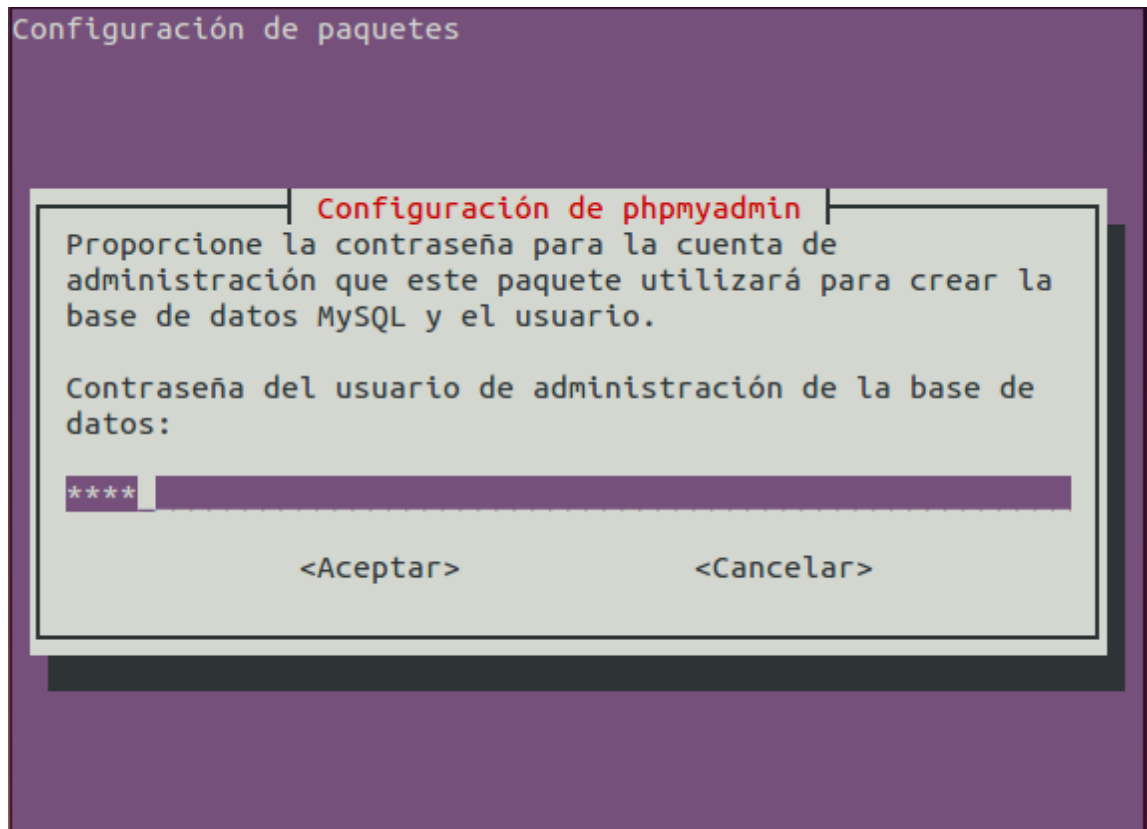 Configuración de paquetes
Configuración de phpmyadmin
Proporcione la contraseña para la cuenta de
administración que este paquete utilizará para crear la
base de datos MySQL y el usuario.
Contraseña del usuario de administración de la base de
datos:
****
<Aceptar> <Cancelar>